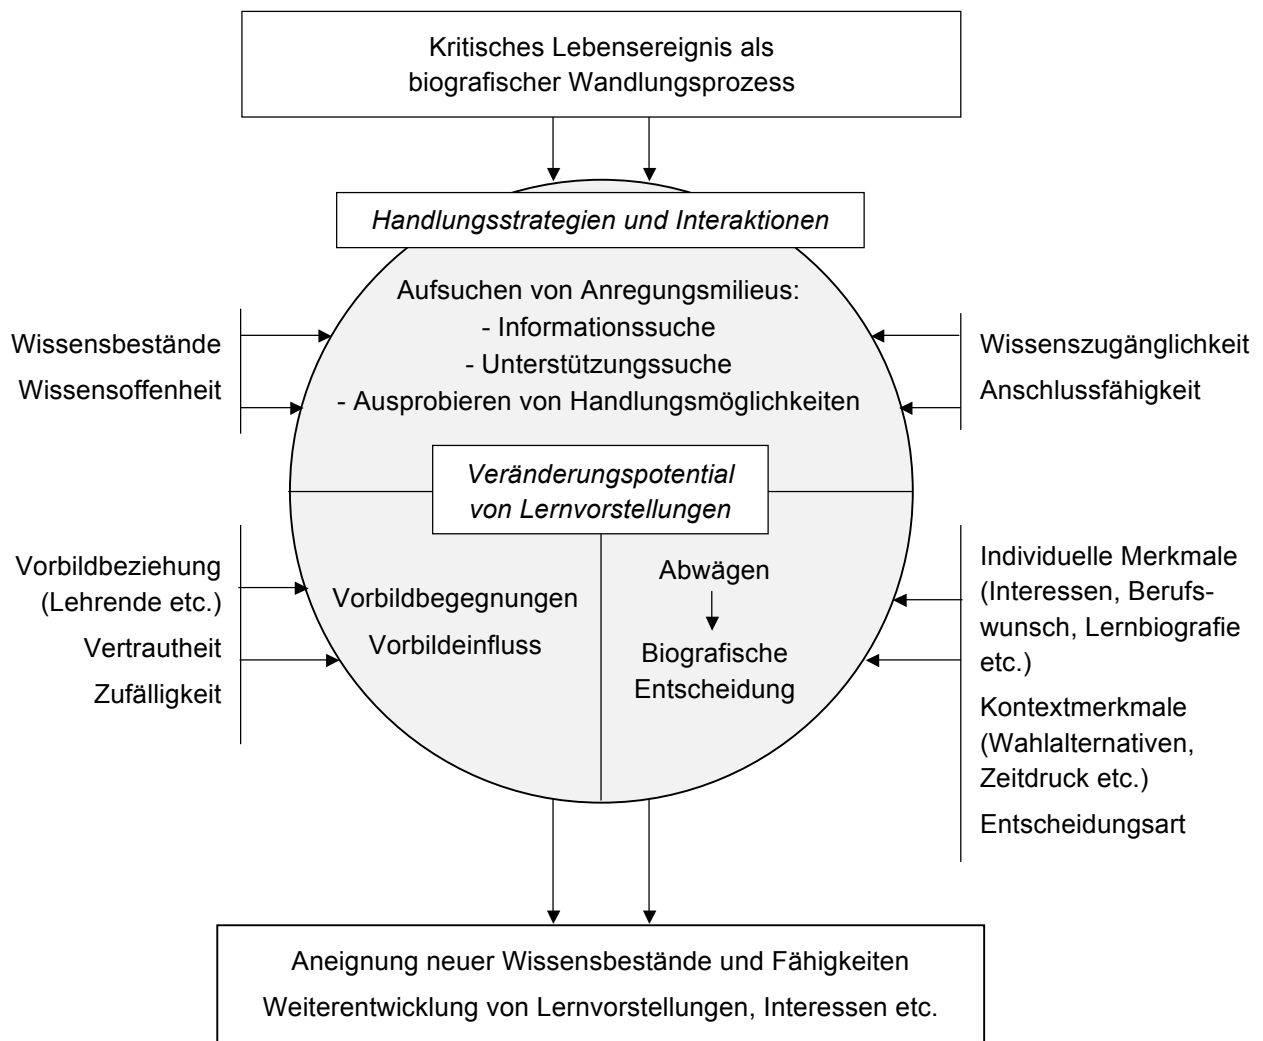 Kritisches Lebensereignis als
biografischer Wandlungsprozess
Handlungsstrategien und Interaktionen
Aufsuchen von Anregungsmilieus:
- Informationssuche
- Unterstützungssuche
- Ausprobieren von Handlungsmöglichkeiten
Wissensbestände
Wissensoffenheit
Wissenszugänglichkeit
Anschlussfähigkeit
Veränderungspotential
von Lernvorstellungen
Vorbildbeziehung
(Lehrende etc.)
Vertrautheit
Zufälligkeit
Vorbildbegegnungen
Vorbildeinfluss
Abwägen
Biografische
Entscheidung
Individuelle Merkmale
(Interessen, Berufs-
wunsch, Lernbiografie
etc.)
Kontextmerkmale
(Wahlalternativen,
Zeitdruck etc.)
Entscheidungsart
Aneignung neuer Wissensbestände und Fähigkeiten
Weiterentwicklung von Lernvorstellungen, Interessen etc.